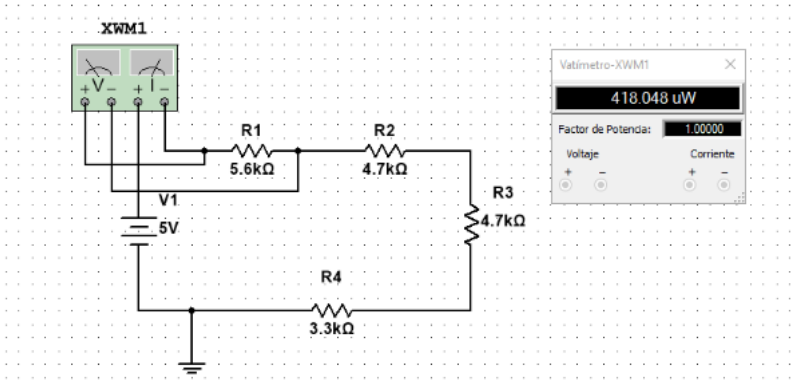 XWM1
V I
+ - + -
R1
5.6kΩ
R2
4.7kΩ
R3
4.7kΩ
V1
5V
R4
3.3kΩ
Vatímetro-XWM1
418.048 uW
Factor de Potencia: 1.00000
Voltaje Corriente
+ - + -